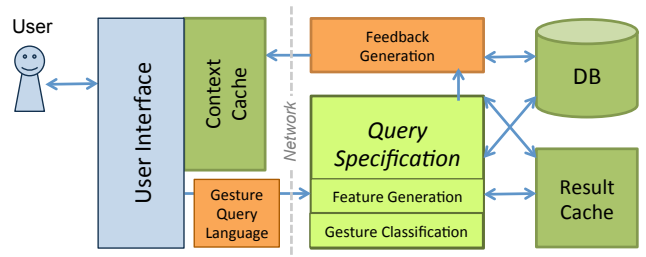 User
User Interface
Context
Cache
Gesture
Query
Language
Network
Feedback
Generation
Query
Specification
Feature Generation
Gesture Classification
DB
Result
Cache